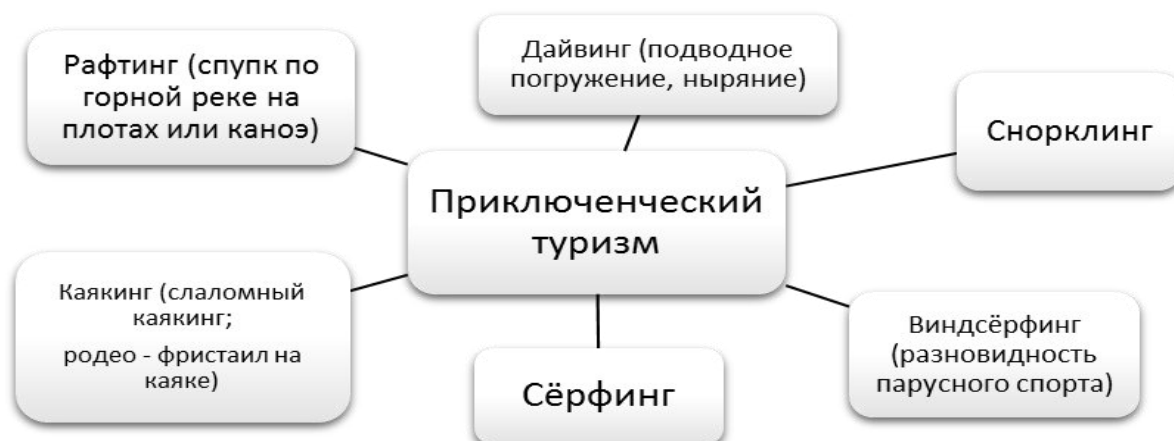 Рафтинг (спупк по
горной реке на
плотах или каноэ)
Дайвинг (подводное
погружение, ныряние)
Снорклинг
Приключенческий
туризм
Каякинг (слаломный
каякинг;
родео - фристаил на
каяке)
Сёрфинг
Виндсёрфинг
(разновидность
парусного спорта)